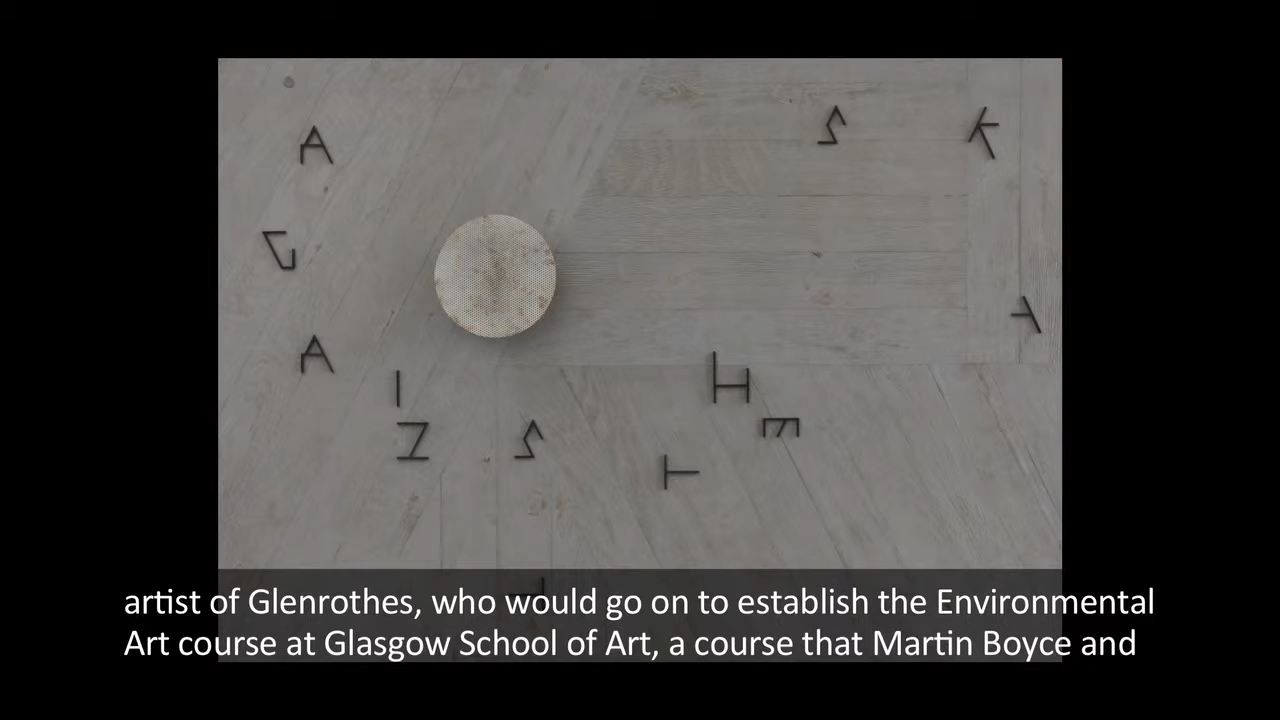 A
S
K
G
A
A
I
Z
S
H
E
T
artist of Glenrothes, who would go on to establish the Environmental
Art course at Glasgow School of Art, a course that Martin Boyce and